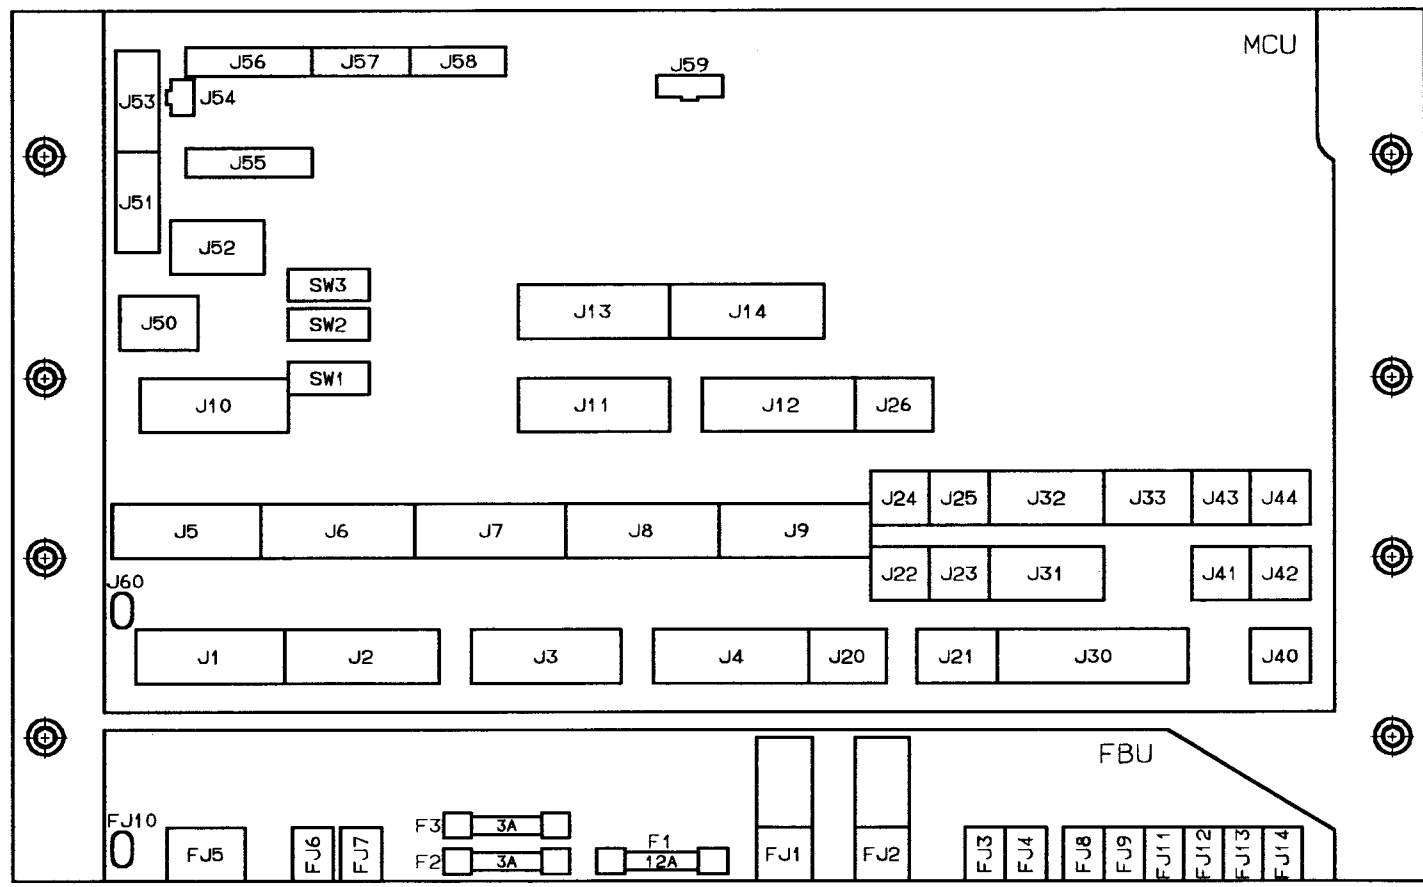 MCU
J56 J57 J58
J59
J53 J54
J55
J51
J52
SW3
J50 SW2 J13 J14
SW1
J10 J11 J12 J26
J24 J25 J32 J33 J43 J44
J5 J6 J7 J8 J9
J22 J23 J31 J41 J42
J60
J1 J2 J3 J4 J20 J21 J30 J40
FBU
FJ10
F3 3A
F1
F2 3A 12A
FJ5 FJ6 FJ7 FJ1 FJ2 FJ3 FJ4 FJ8 FJ9 FJ11 FJ12 FJ13 FJ14